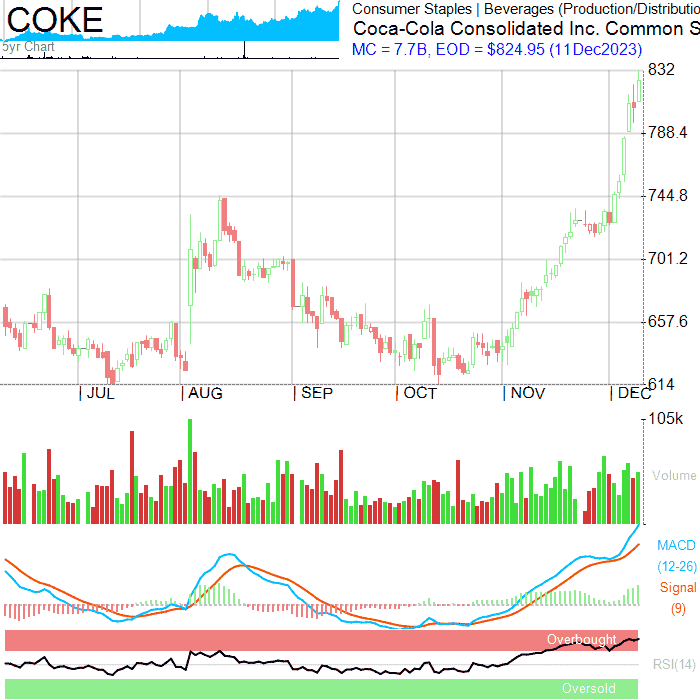 COKE
5yr Chart
Consumer Staples | Beverages (Production/Distributio
Coca-Cola Consolidated Inc. Common S
MC = 7.7B, EOD = $824.95 (11Dec2023)
832
788.4
744.8
701.2
657.6
614
JUL AUG SEP OCT NOV DEC
105k
Volume
MACD
(12-26)
Signal
(9)
Overbought
RSI(14)
Oversold